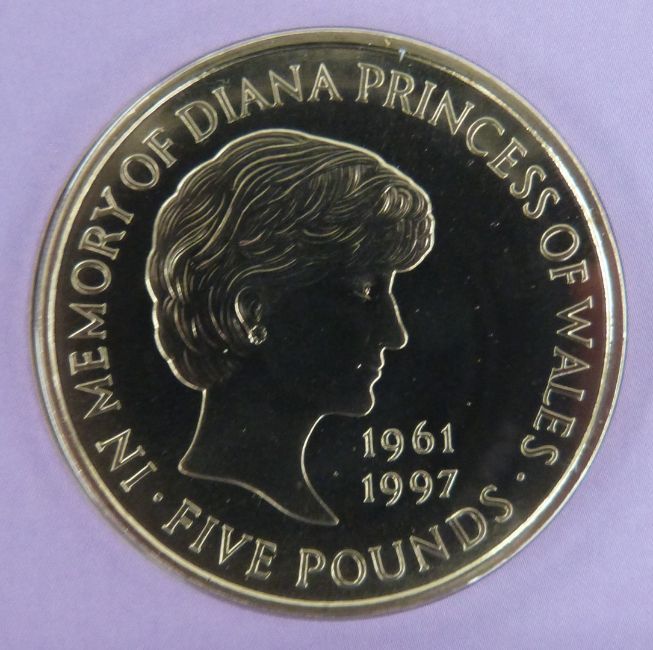 IN MEMORY OF DIANA PRINCESS OF WALES
1961
1997
· FIVE POUNDS ·